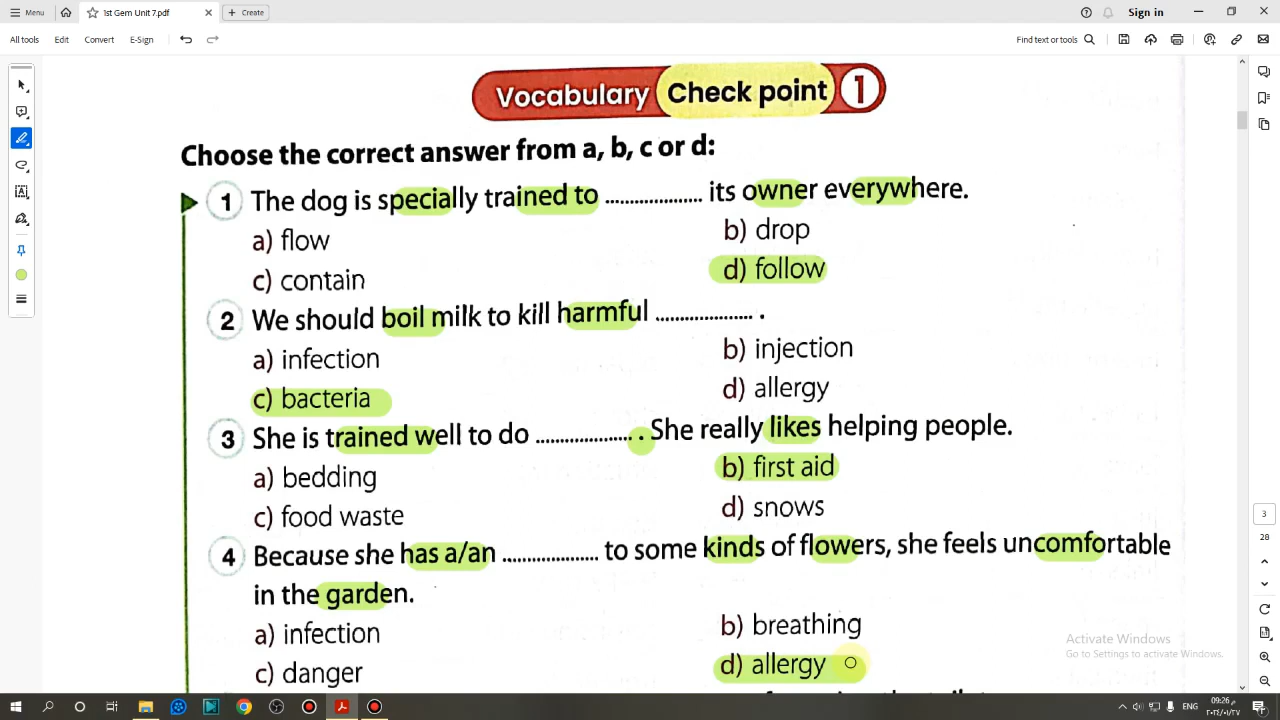 Menu
1st Gem Unit 7.pdf
Create
Sign in
All tools Edit Convert E-Sign
Find text or tools
Vocabulary Check point 1
Choose the correct answer from a, b, c or d:
1 The dog is specially trained to .................... its owner everywhere.
a) flow b) drop
c) contain d) follow
2 We should boil milk to kill harmful .................... .
a) infection b) injection
c) bacteria d) allergy
3 She is trained well to do .................... . She really likes helping people.
a) bedding b) first aid
c) food waste d) snows
4 Because she has a/an .................... to some kinds of flowers, she feels uncomfortable
in the garden.
a) infection b) breathing
c) danger d) allergy
3
28
Activate Windows
Go to Settings to activate Windows.
ENG
09:26